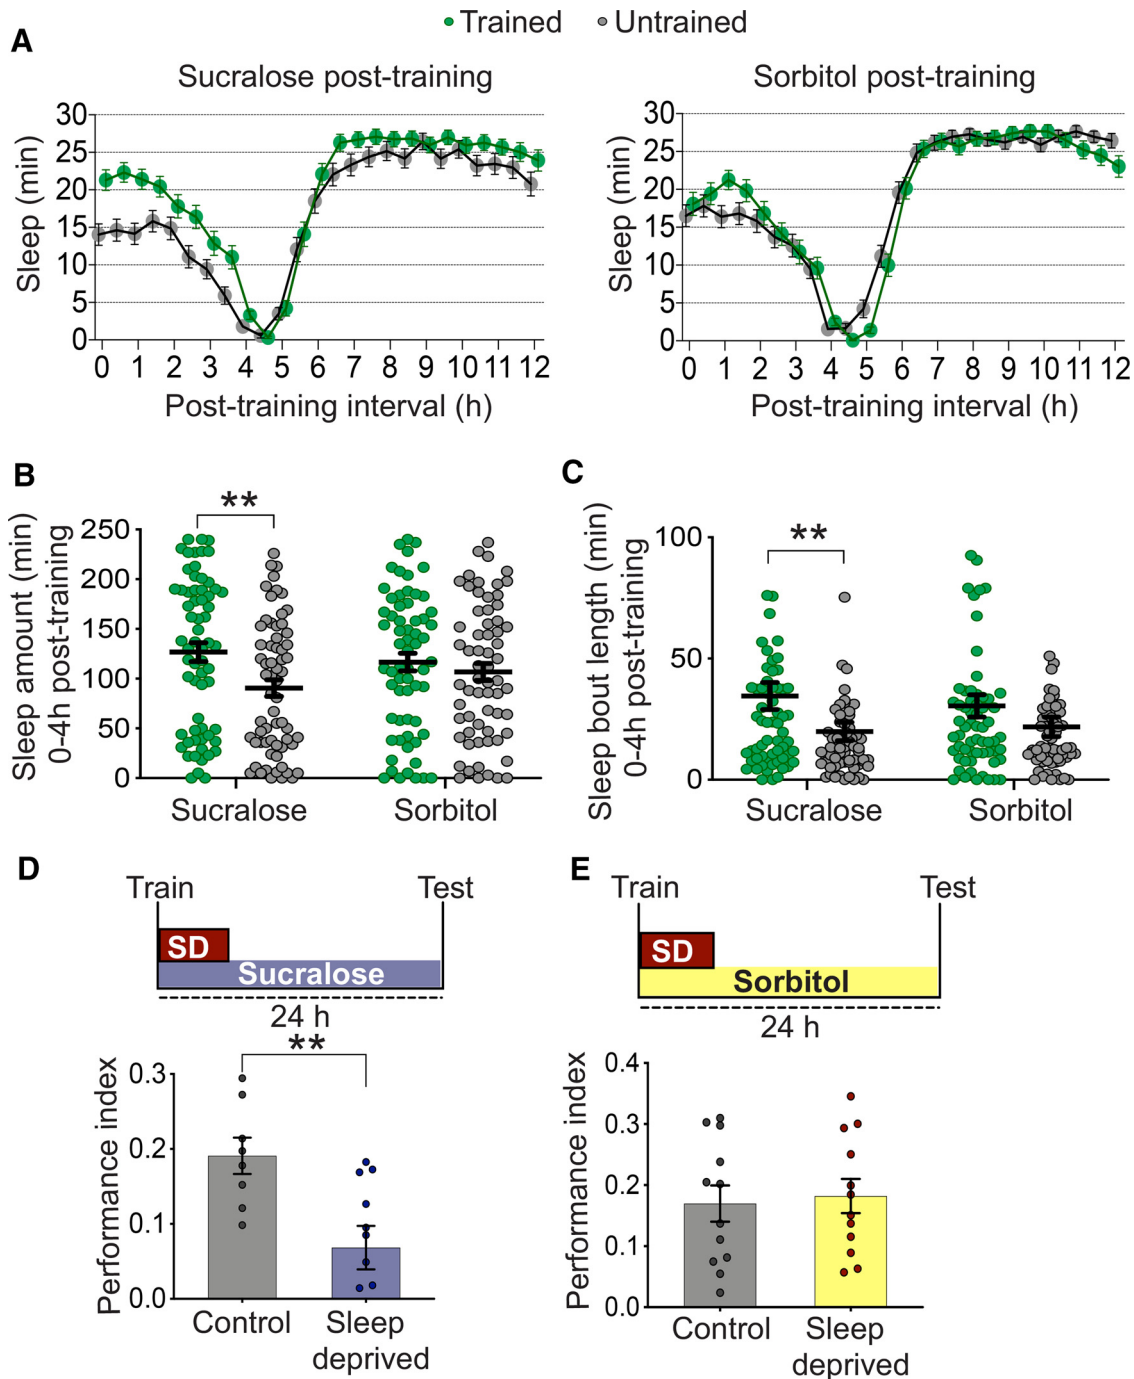 Trained Untrained
A
Sucralose post-training
Sorbitol post-training
Sleep (min)
30
25
20
15
10
5
0
0 1 2 3 4 5 6 7 8 9 10 11 12
Post-training interval (h)
Sleep (min)
30
25
20
15
10
5
0
0 1 2 3 4 5 6 7 8 9 10 11 12
Post-training interval (h)
B
Sleep amount (min)
0-4h post-training
250
200
150
100
50
0
**
Sucralose Sorbitol
C
Sleep bout length (min)
0-4h post-training
100
50
0
**
Sucralose Sorbitol
D
Train Test
SD
Sucralose
24 h
**
Performance index
0.3
0.2
0.1
0.0
Control Sleep
deprived
E
Train Test
SD
Sorbitol
24 h
Performance index
0.4
0.3
0.2
0.1
0.0
Control Sleep
deprived